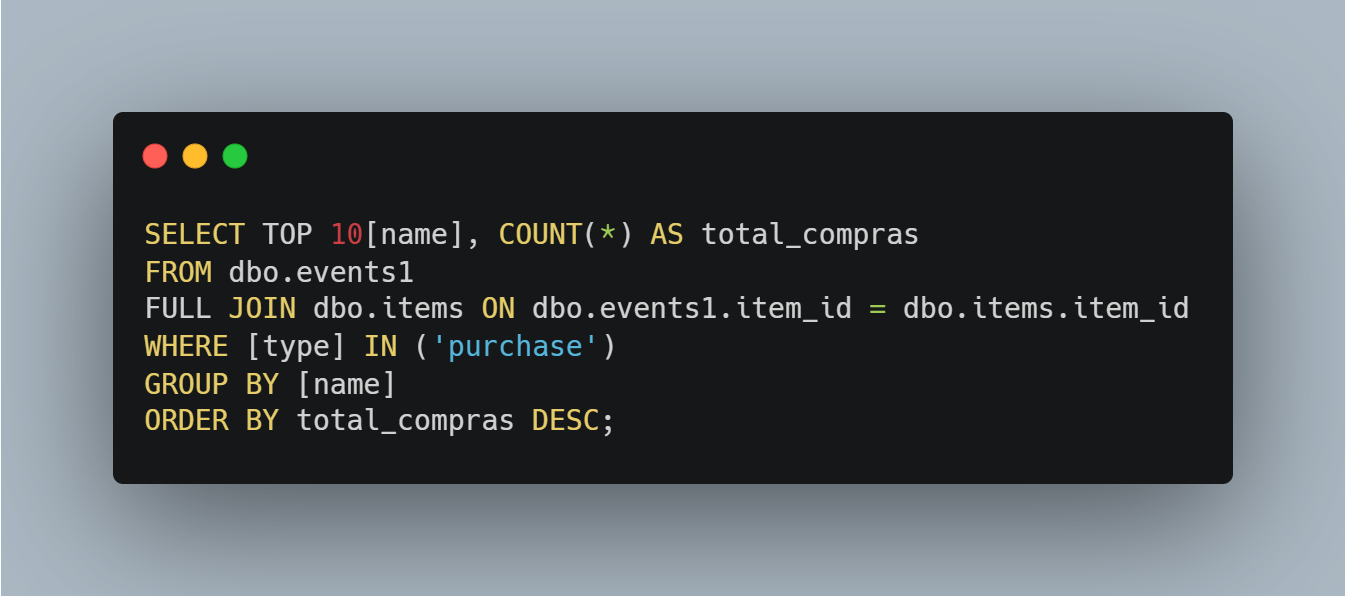 SELECT TOP 10[name], COUNT(*) AS total_compras
FROM dbo.events1
FULL JOIN dbo.items ON dbo.events1.item_id = dbo.items.item_id
WHERE [type] IN ('purchase')
GROUP BY [name]
ORDER BY total_compras DESC;